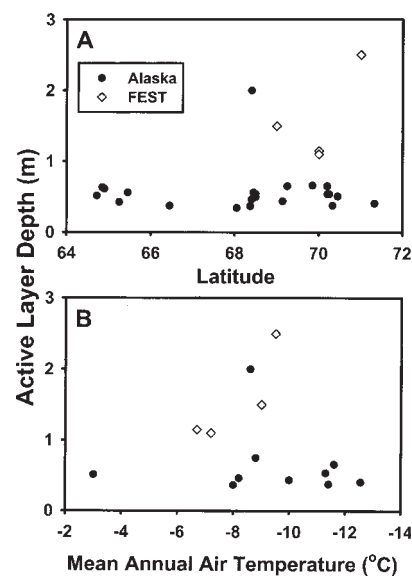 3
A
● Alaska
◇ FEST
2
1
0
64 66 68 70 72
Latitude
Active Layer Depth (m)
3
B
2
1
0
-2 -4 -6 -8 -10 -12 -14
Mean Annual Air Temperature (°C)